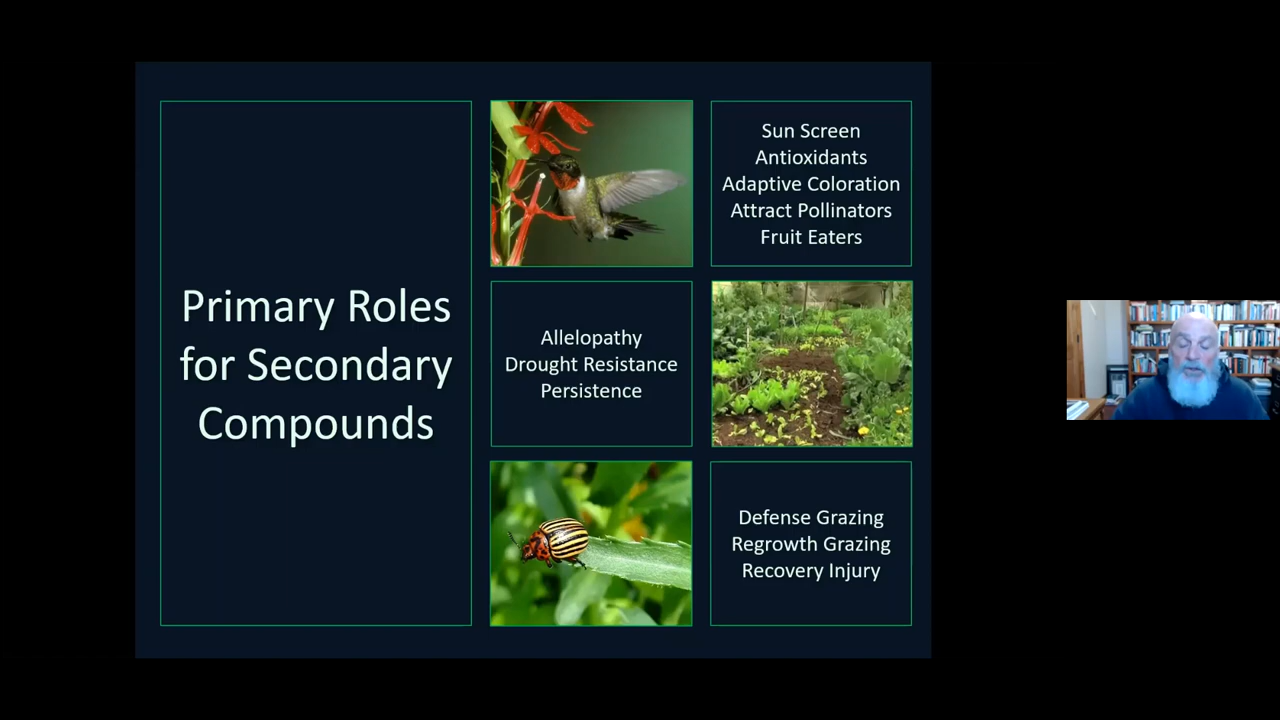 Primary Roles
for Secondary
Compounds
Sun Screen
Antioxidants
Adaptive Coloration
Attract Pollinators
Fruit Eaters
Allelopathy
Drought Resistance
Persistence
Defense Grazing
Regrowth Grazing
Recovery Injury